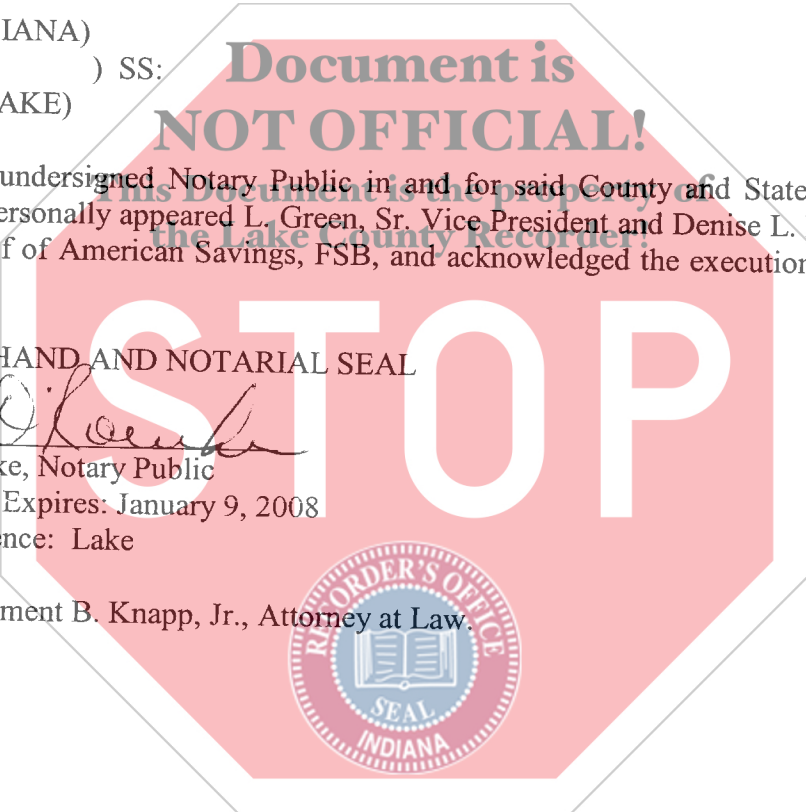 IANA)
) SS:
AKE)
Document is
NOT OFFICIAL!
This Document is the property of
the Lake County Recorder!
undersigned Notary Public in and for said County and State
ersonally appeared L. Green, Sr. Vice President and Denise L.
f of American Savings, FSB, and acknowledged the execution
HAND AND NOTARIAL SEAL
ke, Notary Public
Expires: January 9, 2008
ence: Lake
ment B. Knapp, Jr., Attorney at Law.
STOP
RECORDER'S OFFICE
SEAL
INDIANA